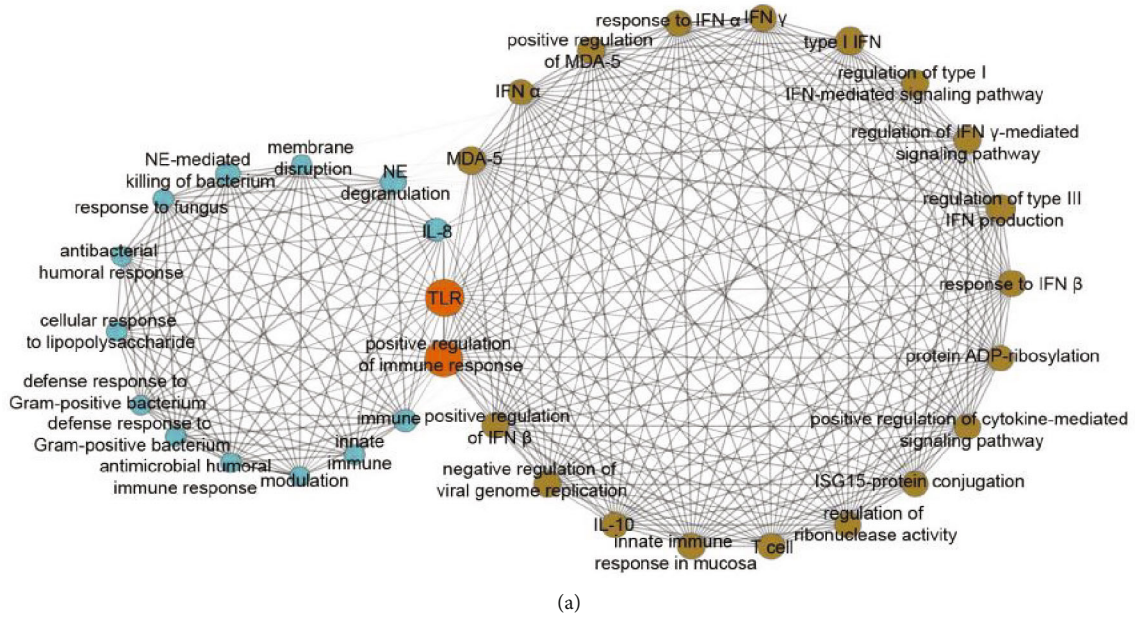 response to IFN α
IFN γ
positive regulation
of MDA-5
type I IFN
regulation of type I
IFN-mediated signaling pathway
IFN α
regulation of IFN γ-mediated
signaling pathway
MDA-5
membrane
disruption
NE-mediated
killing of bacterium
NE
degranulation
response to fungus
regulation of type III
IFN production
IL-8
antibacterial
humoral response
response to IFN β
TLR
cellular response
to lipopolysaccharide
positive regulation
of immune response
protein ADP-ribosylation
defense response to
Gram-positive bacterium
immune
positive regulation
of IFN β
positive regulation of cytokine-mediated
signaling pathway
defense response to
Gram-positive bacterium
innate
immune
antimicrobial humoral
immune response
modulation
negative regulation of
viral genome replication
ISG15-protein conjugation
IL-10
regulation of
ribonuclease activity
innate immune
response in mucosa
T cell
(a)